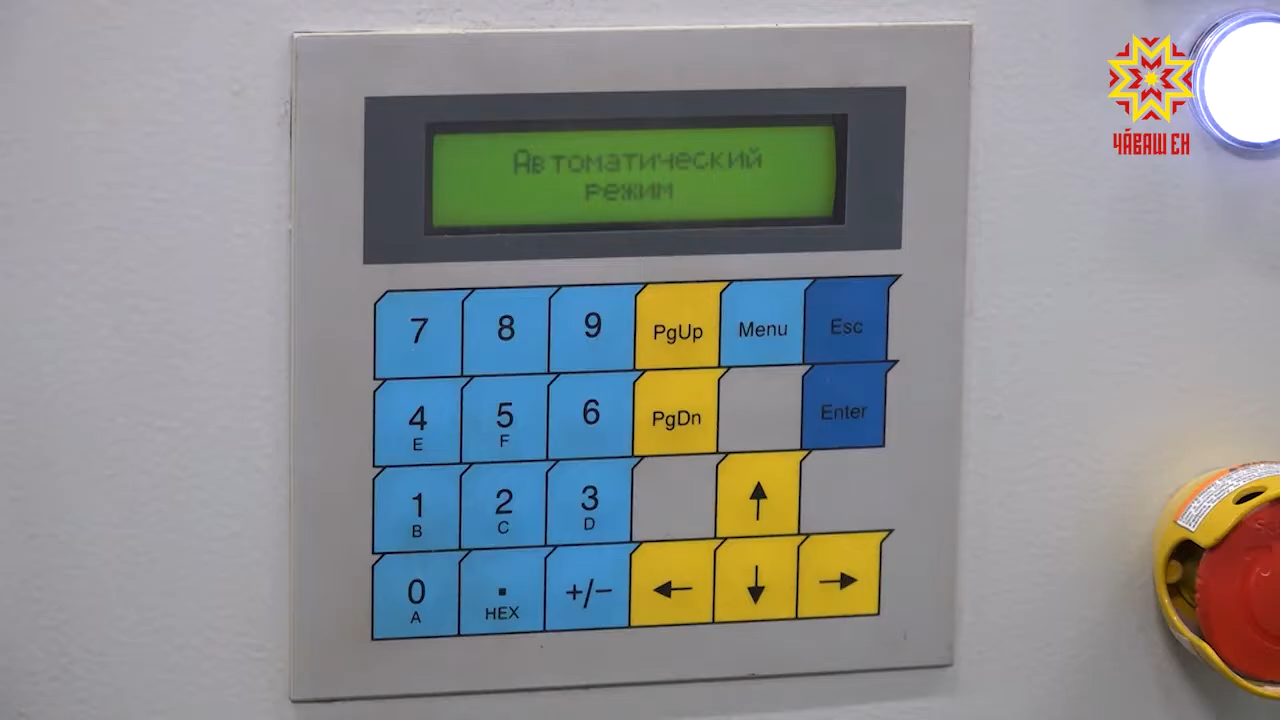 ЧӐВАШ ЕН
Автоматический
режим
7 8 9 PgUp Menu Esc
4 5 6 PgDn Enter
E F
1 2 3
B C D
0 . +/−
A HEX